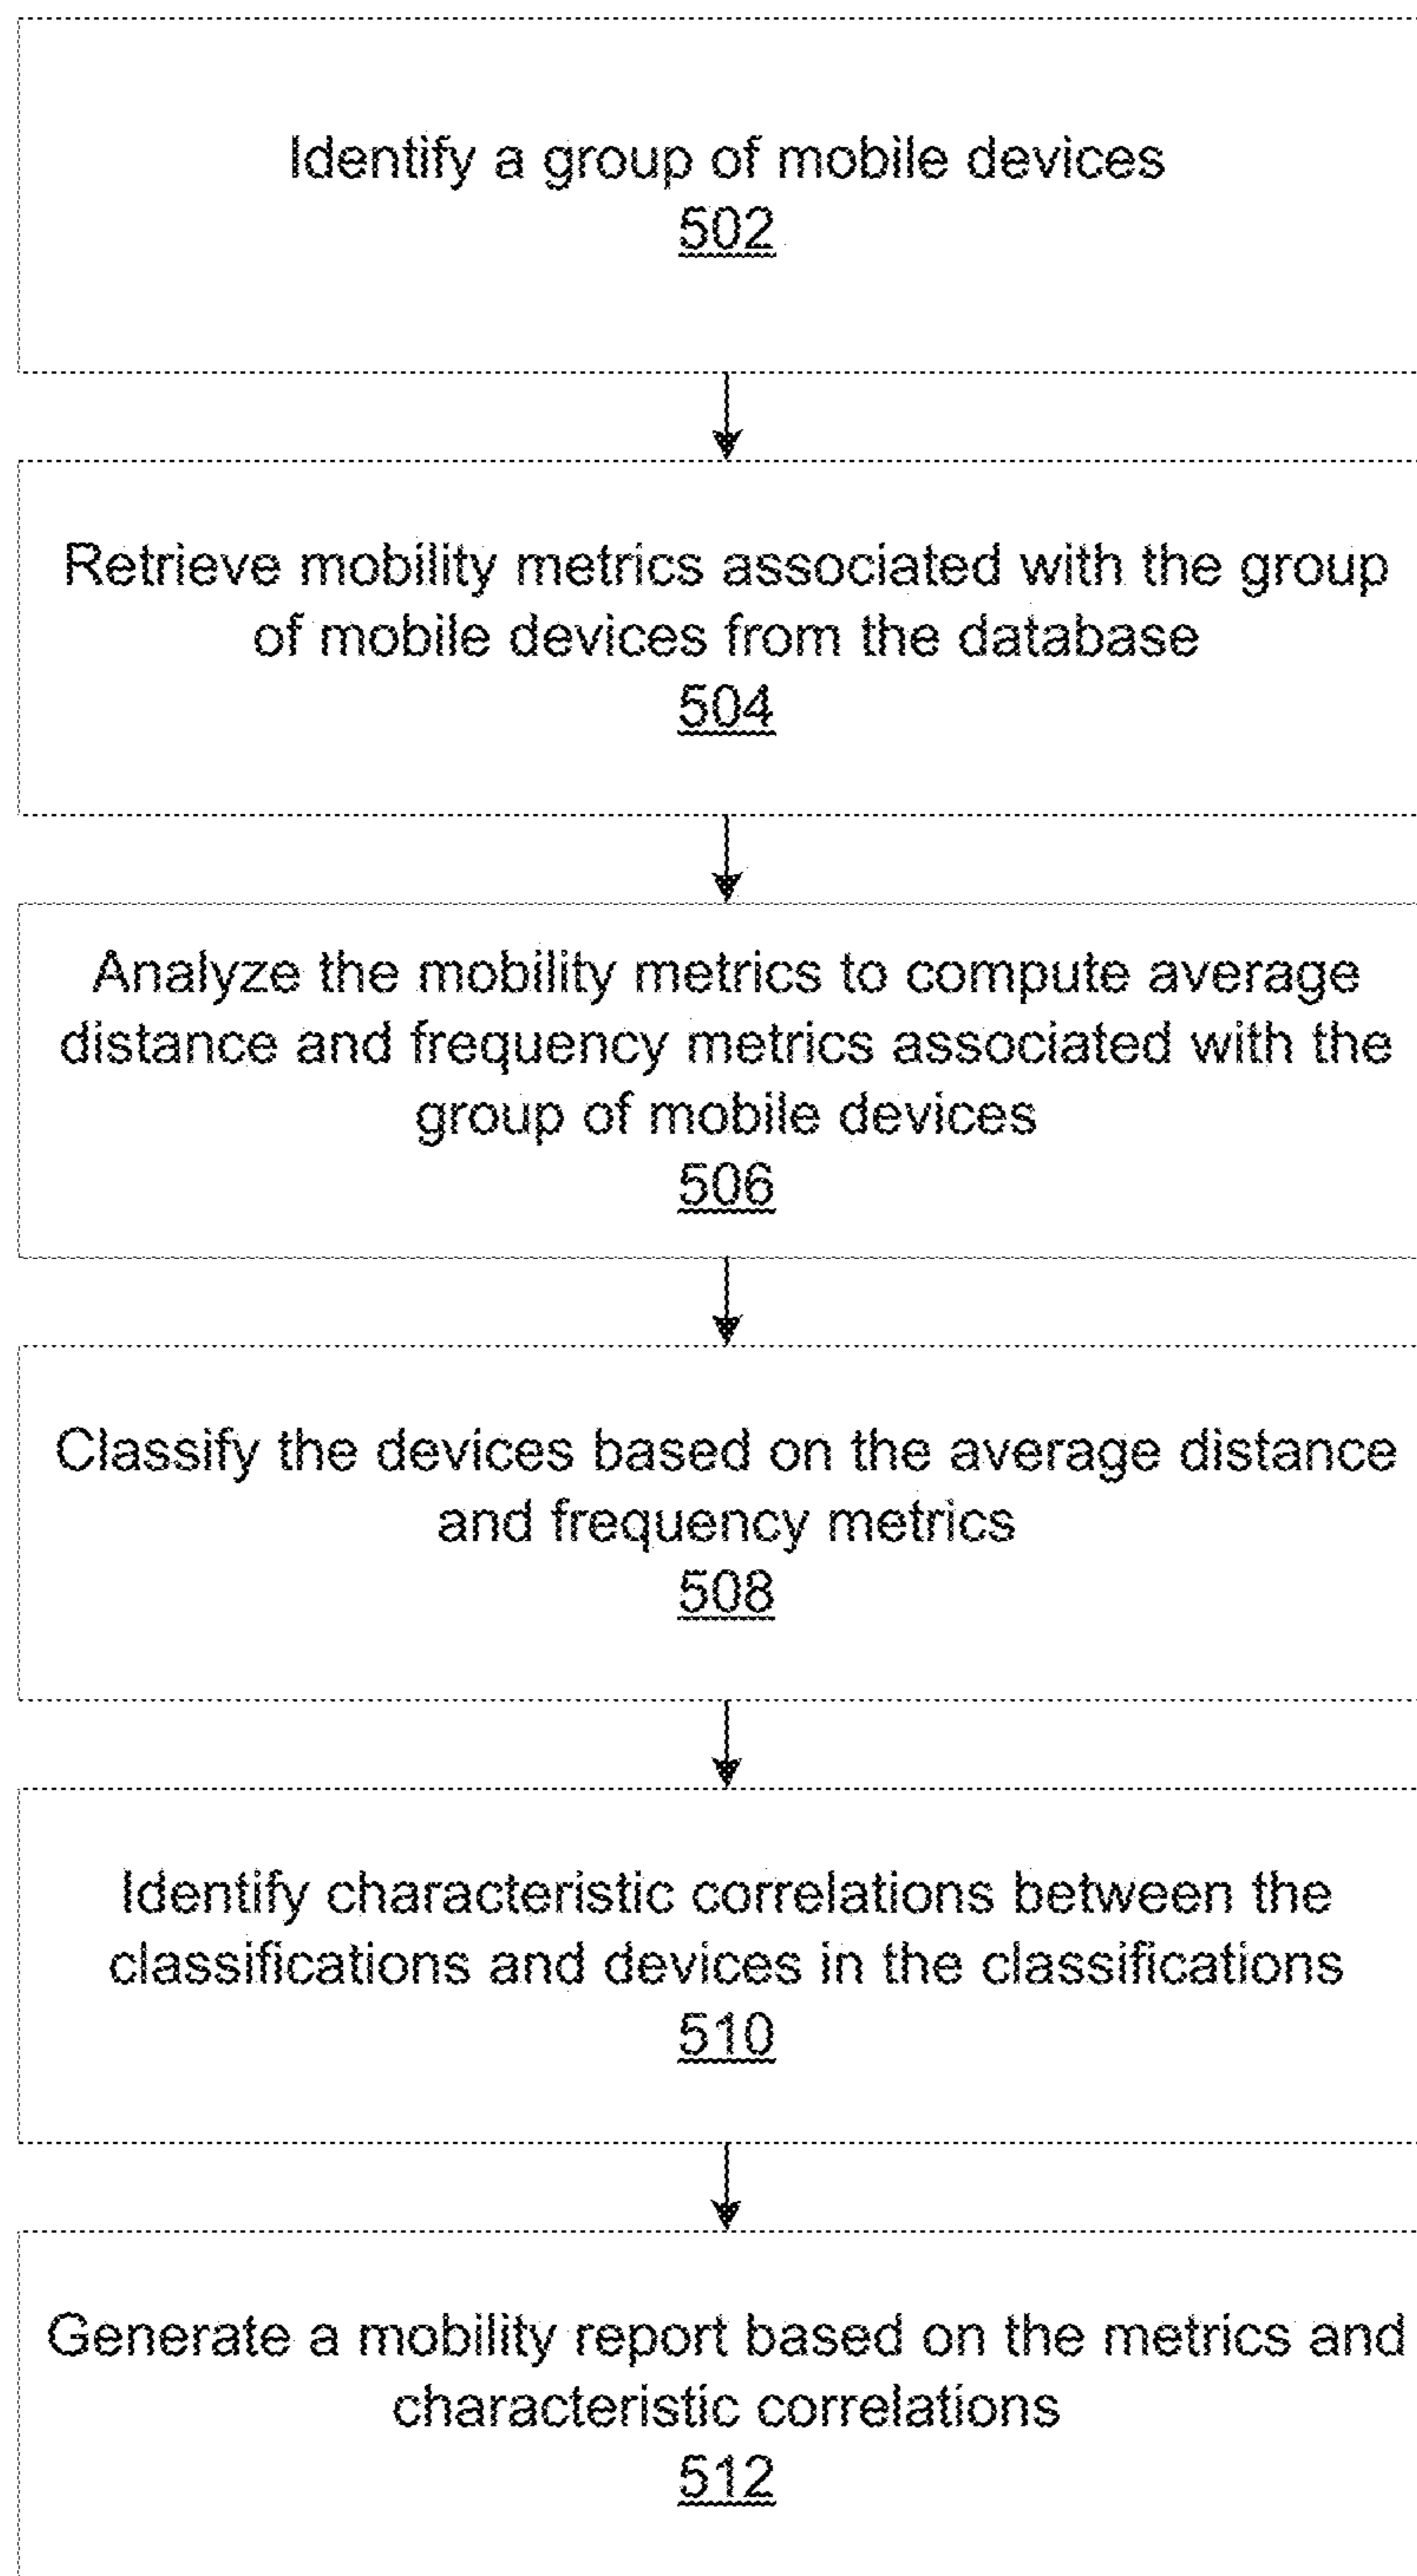 Identify a group of mobile devices
502
Retrieve mobility metrics associated with the group
of mobile devices from the database
504
Analyze the mobility metrics to compute average
distance and frequency metrics associated with the
group of mobile devices
506
Classify the devices based on the average distance
and frequency metrics
508
Identify characteristic correlations between the
classifications and devices in the classifications
510
Generate a mobility report based on the metrics and
characteristic correlations
512